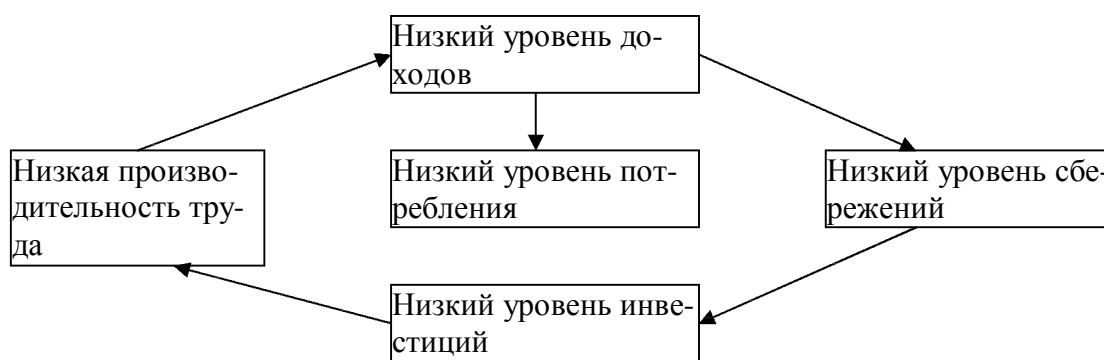 Низкий уровень до-
ходов
Низкая произво-
дительность тру-
да
Низкий уровень пот-
ребления
Низкий уровень сбе-
режений
Низкий уровень инве-
стиций